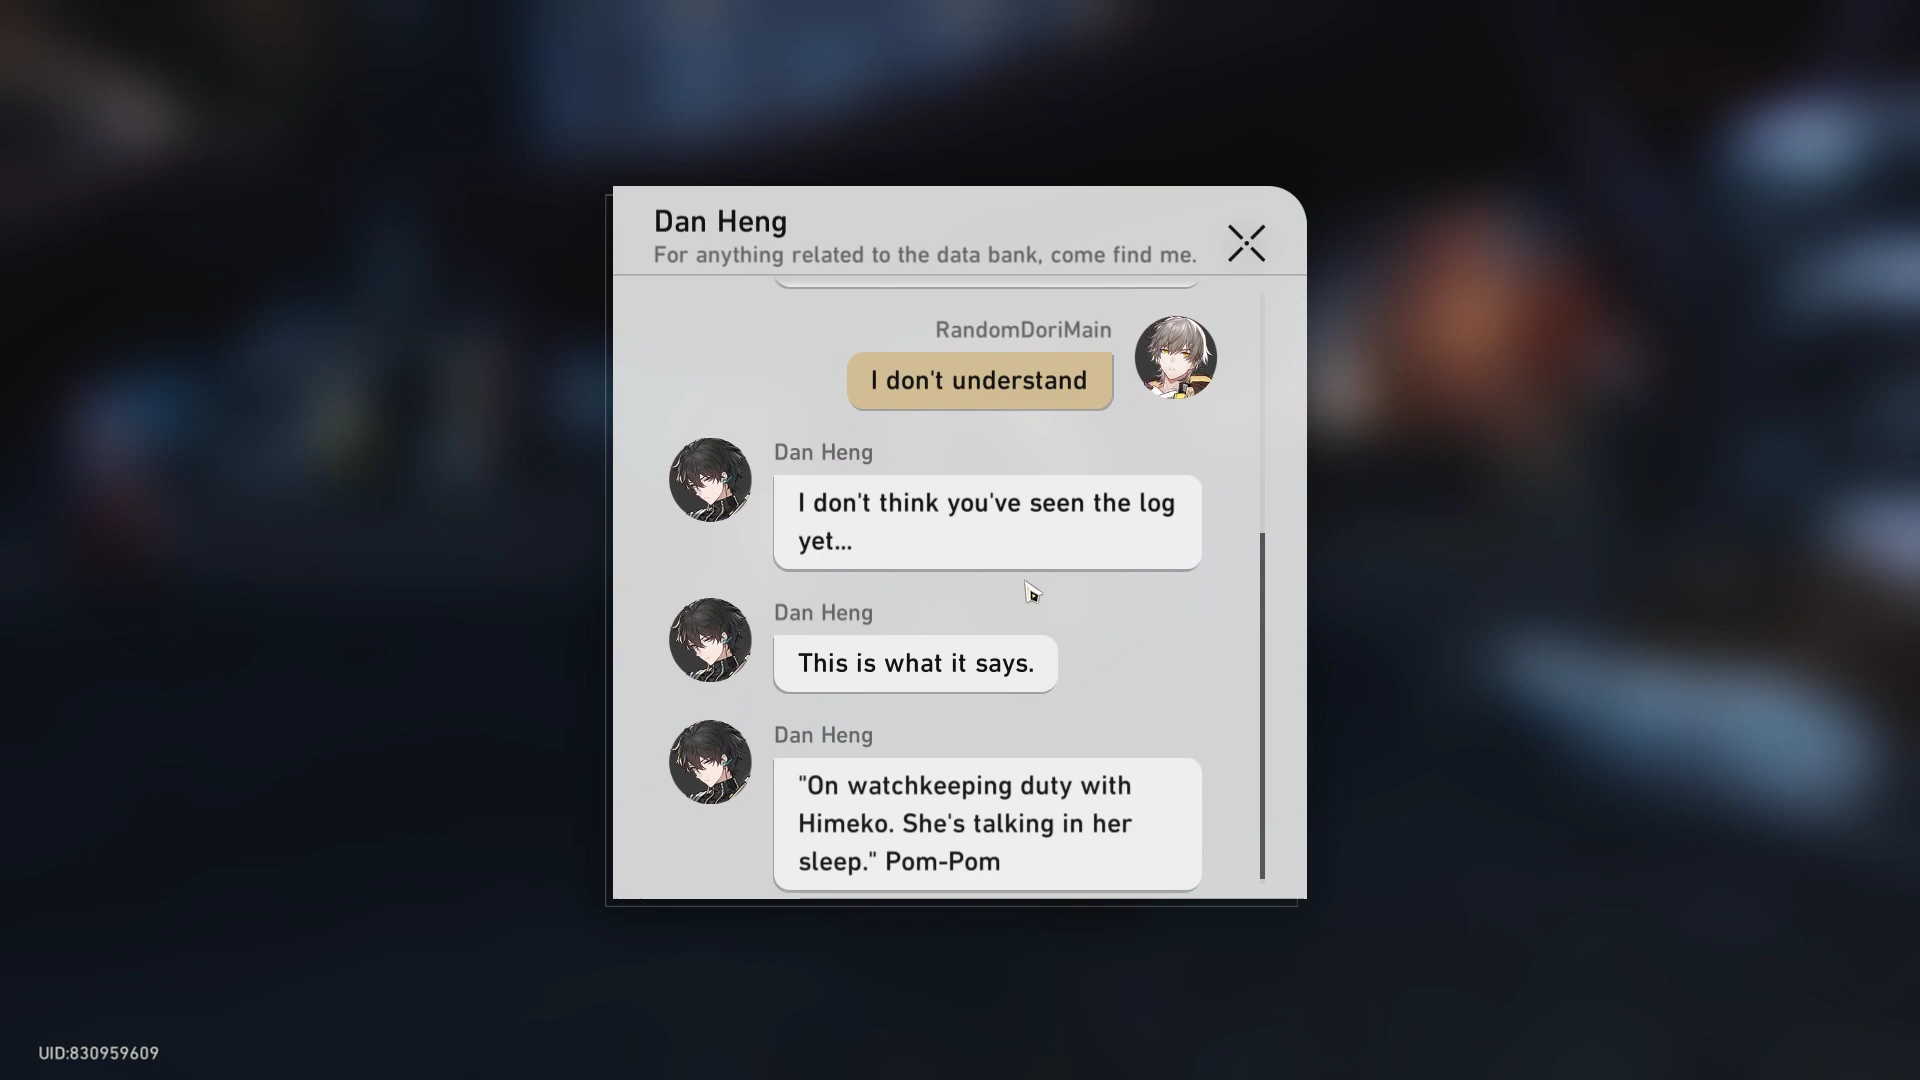 Dan Heng
For anything related to the data bank, come find me.
RandomDoriMain
I don't understand
Dan Heng
I don't think you've seen the log
yet...
Dan Heng
This is what it says.
Dan Heng
"On watchkeeping duty with
Himeko. She's talking in her
sleep." Pom-Pom
UID:830959609